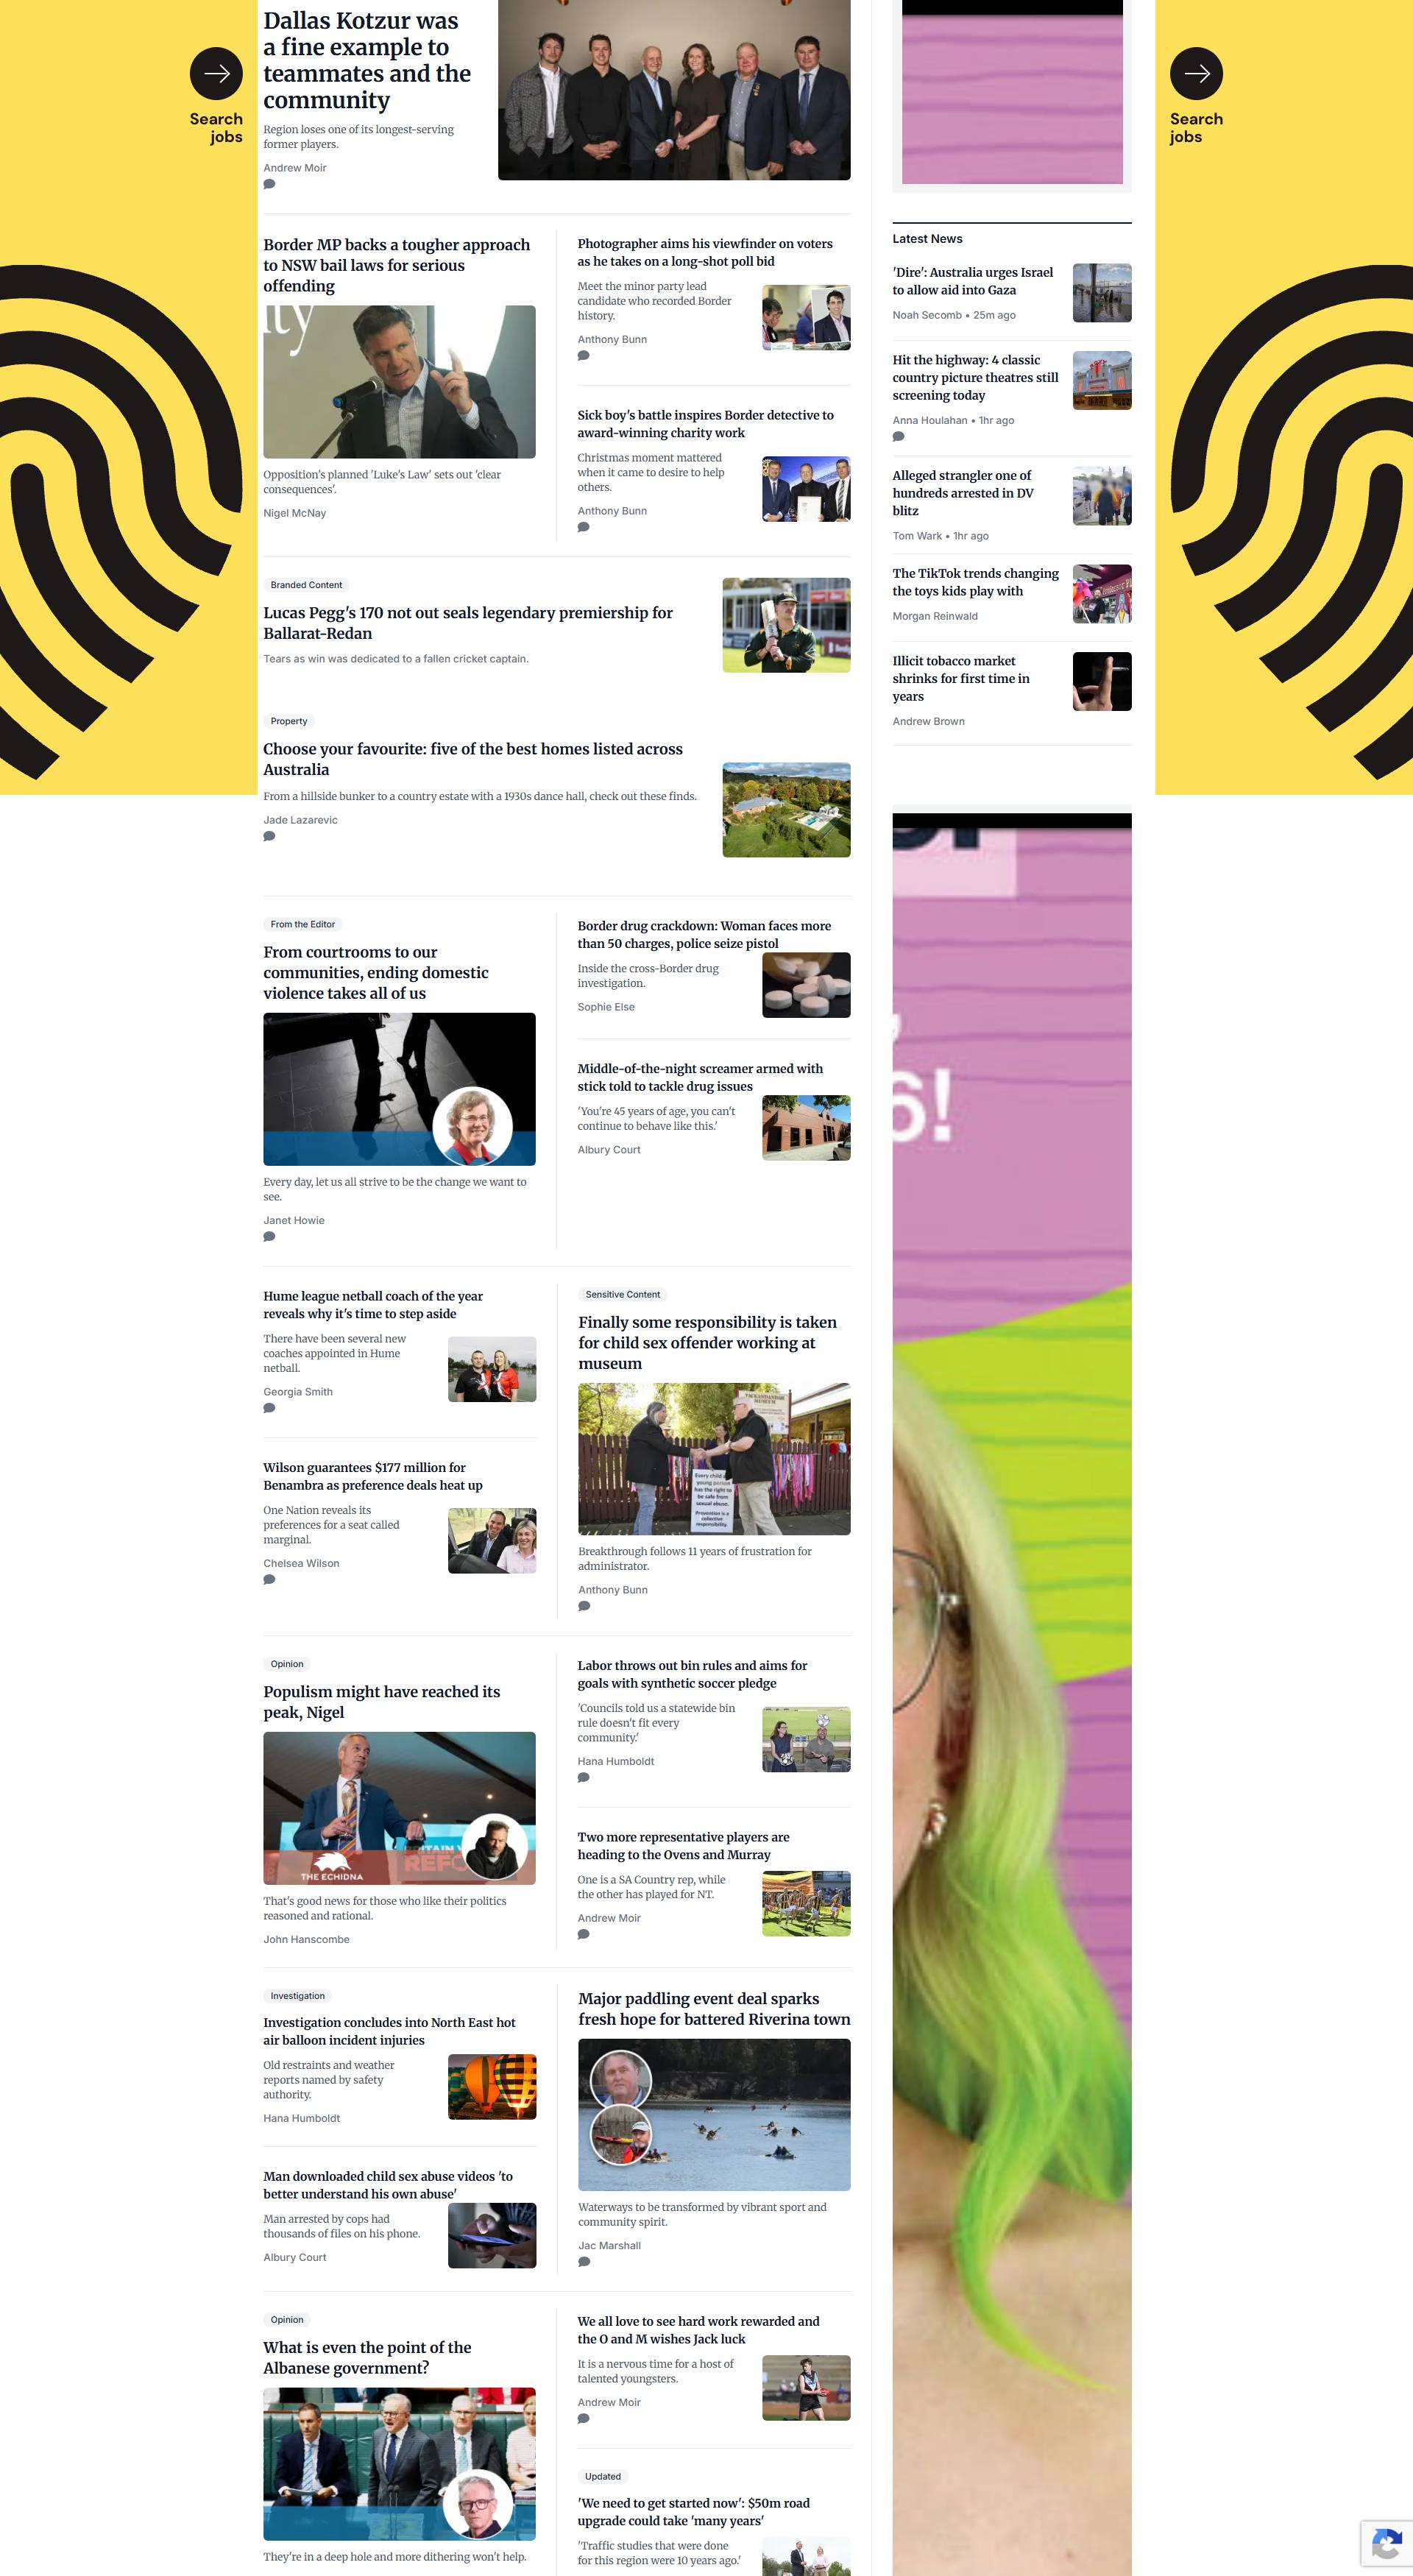 Search
jobs
Dallas Kotzur was
a fine example to
teammates and the
community
Region loses one of its longest-serving
former players.
Andrew Moir
Border MP backs a tougher approach
to NSW bail laws for serious
offending
ity
Opposition's planned 'Luke's Law' sets out 'clear
consequences'.
Nigel McNay
Photographer aims his viewfinder on voters
as he takes on a long-shot poll bid
Meet the minor party lead
candidate who recorded Border
history.
Anthony Bunn
Sick boy's battle inspires Border detective to
award-winning charity work
Christmas moment mattered
when it came to desire to help
others.
Anthony Bunn
Branded Content
Lucas Pegg's 170 not out seals legendary premiership for
Ballarat-Redan
Tears as win was dedicated to a fallen cricket captain.
Property
Choose your favourite: five of the best homes listed across
Australia
From a hillside bunker to a country estate with a 1930s dance hall, check out these finds.
Jade Lazarevic
From the Editor
From courtrooms to our
communities, ending domestic
violence takes all of us
Every day, let us all strive to be the change we want to
see.
Janet Howie
Border drug crackdown: Woman faces more
than 50 charges, police seize pistol
Inside the cross-Border drug
investigation.
Sophie Else
Middle-of-the-night screamer armed with
stick told to tackle drug issues
'You're 45 years of age, you can't
continue to behave like this.'
Albury Court
Hume league netball coach of the year
reveals why it's time to step aside
There have been several new
coaches appointed in Hume
netball.
Georgia Smith
Wilson guarantees $177 million for
Benambra as preference deals heat up
One Nation reveals its
preferences for a seat called
marginal.
Chelsea Wilson
Sensitive Content
Finally some responsibility is taken
for child sex offender working at
museum
YACKANDANDAH
MUSEUM
Every child &
young person
has the right to
be safe from
sexual abuse.
Prevention is a
collective
responsibility.
Breakthrough follows 11 years of frustration for
administrator.
Anthony Bunn
Opinion
Populism might have reached its
peak, Nigel
THE ECHIDNA
That's good news for those who like their politics
reasoned and rational.
John Hanscombe
Labor throws out bin rules and aims for
goals with synthetic soccer pledge
'Councils told us a statewide bin
rule doesn't fit every
community.'
Hana Humboldt
Two more representative players are
heading to the Ovens and Murray
One is a SA Country rep, while
the other has played for NT.
Andrew Moir
Investigation
Investigation concludes into North East hot
air balloon incident injuries
Old restraints and weather
reports named by safety
authority.
Hana Humboldt
Man downloaded child sex abuse videos 'to
better understand his own abuse'
Man arrested by cops had
thousands of files on his phone.
Albury Court
Major paddling event deal sparks
fresh hope for battered Riverina town
Waterways to be transformed by vibrant sport and
community spirit.
Jac Marshall
Opinion
What is even the point of the
Albanese government?
They're in a deep hole and more dithering won't help.
We all love to see hard work rewarded and
the O and M wishes Jack luck
It is a nervous time for a host of
talented youngsters.
Andrew Moir
Updated
'We need to get started now': $50m road
upgrade could take 'many years'
'Traffic studies that were done
for this region were 10 years ago.'
Latest News
'Dire': Australia urges Israel
to allow aid into Gaza
Noah Secomb • 25m ago
Hit the highway: 4 classic
country picture theatres still
screening today
Anna Houlahan • 1hr ago
Alleged strangler one of
hundreds arrested in DV
blitz
Tom Wark • 1hr ago
The TikTok trends changing
the toys kids play with
Morgan Reinwald
Illicit tobacco market
shrinks for first time in
years
Andrew Brown
6!
Search
jobs